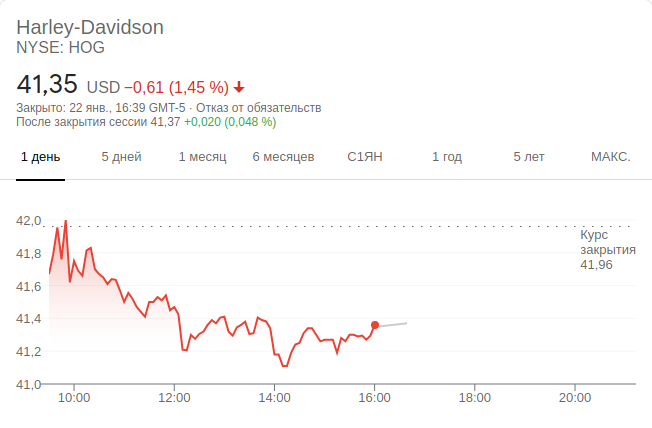 Harley-Davidson
NYSE: HOG
41,35 USD −0,61 (1,45 %)
Закрыто: 22 янв., 16:39 GMT-5 · Отказ от обязательств
После закрытия сессии 41,37 +0,020 (0,048 %)
1 день 5 дней 1 месяц 6 месяцев С1ЯН 1 год 5 лет МАКС.
42,0
Курс
закрытия
41,96
41,8
41,6
41,4
41,2
41,0
10:00 12:00 14:00 16:00 18:00 20:00